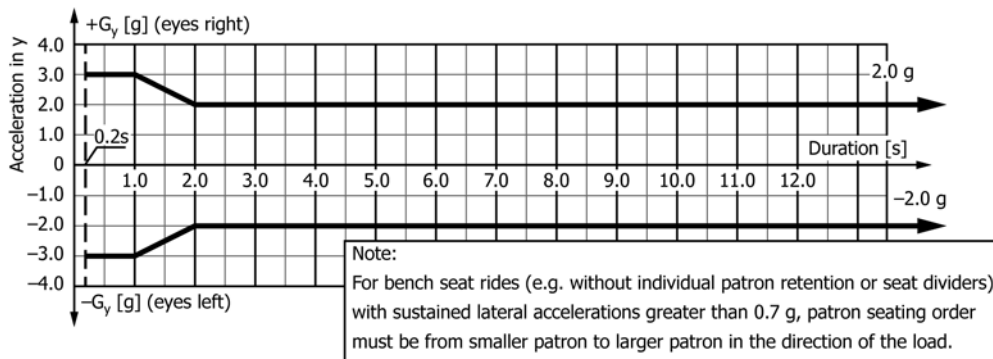 +Gy [g] (eyes right)
Acceleration in y
4.0
3.0
2.0
1.0
0
−1.0
−2.0
−3.0
−4.0
0.2s
2.0 g
Duration [s]
1.0 2.0 3.0 4.0 5.0 6.0 7.0 8.0 9.0 10.0 11.0 12.0
−2.0 g
−Gy [g] (eyes left)
Note:
For bench seat rides (e.g. without individual patron retention or seat dividers)
with sustained lateral accelerations greater than 0.7 g, patron seating order
must be from smaller patron to larger patron in the direction of the load.